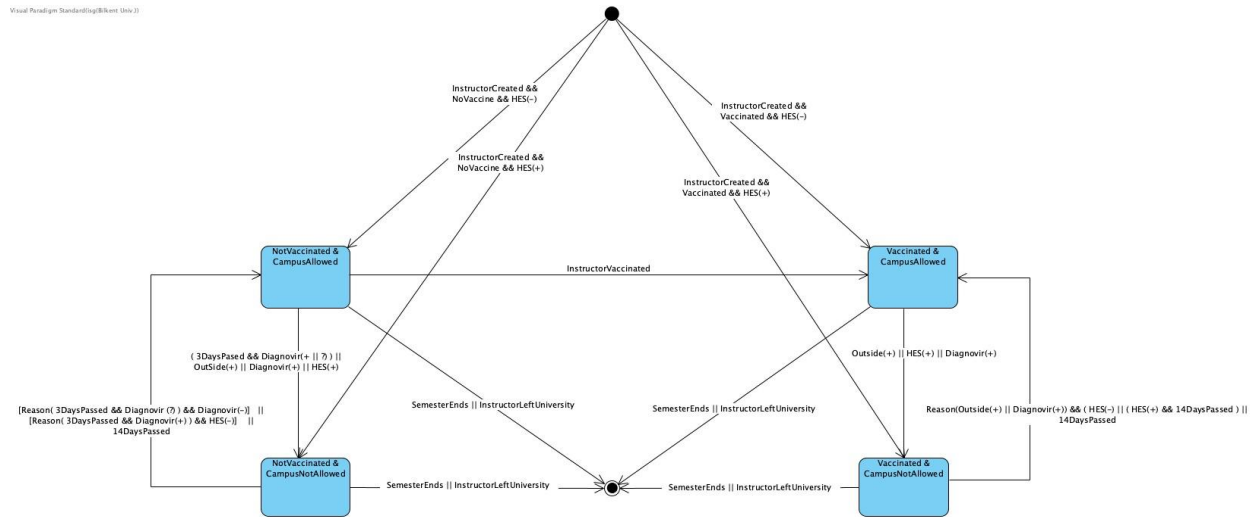 Visual Paradigm Standard(isg(Bilkent Univ.))
InstructorCreated &&
NoVaccine && HES(-)
InstructorCreated &&
Vaccinated && HES(-)
InstructorCreated &&
NoVaccine && HES(+)
InstructorCreated &&
Vaccinated && HES(+)
NotVaccinated &
CampusAllowed
InstructorVaccinated
Vaccinated &
CampusAllowed
( 3DaysPased && Diagnovir(+ || ?) ) ||
OutSide(+) || Diagnovir(+) || HES(+)
Outside(+) || HES(+) || Diagnovir(+)
[Reason( 3DaysPassed && Diagnovir (?) ) && Diagnovir(-)] ||
[Reason( 3DaysPassed && Diagnovir(+) ) && HES(-)] ||
14DaysPassed
SemesterEnds || InstructorLeftUniversity
SemesterEnds || InstructorLeftUniversity
Reason(Outside(+) || Diagnovir(+)) && ( HES(-) || ( HES(+) && 14DaysPassed ) ||
14DaysPassed
NotVaccinated &
CampusNotAllowed
SemesterEnds || InstructorLeftUniversity
SemesterEnds || InstructorLeftUniversity
Vaccinated &
CampusNotAllowed